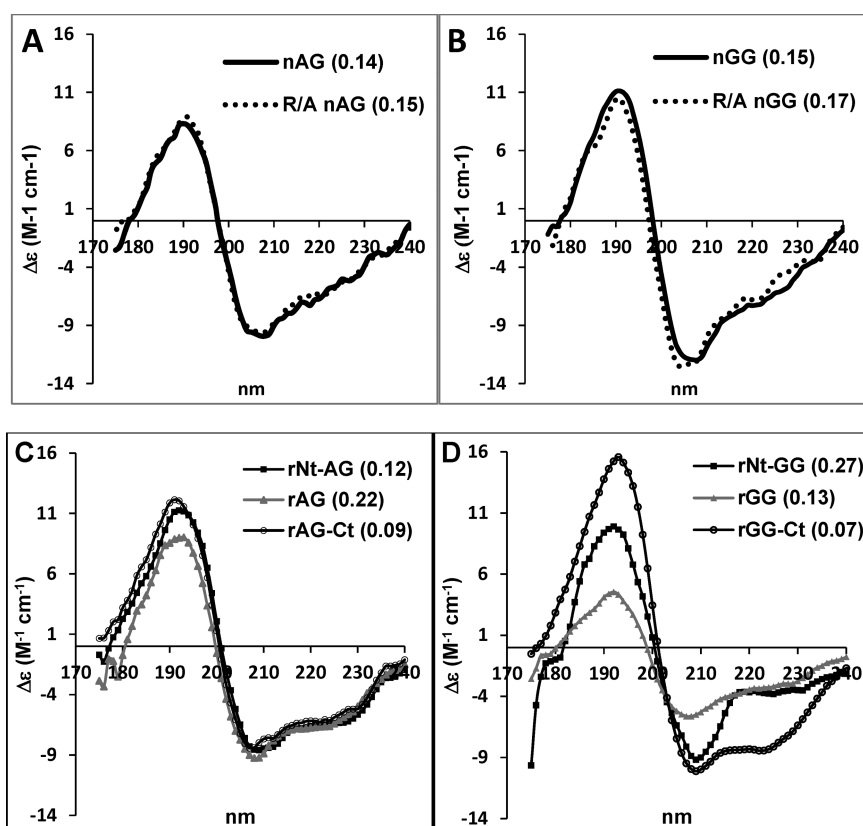 A
16
11
6
1
-4
-9
-14
Δε (M-1 cm-1)
nAG (0.14)
R/A nAG (0.15)
170 180 190 200 210 220 230 240
nm
B
16
11
6
1
-4
-9
-14
Δε (M-1 cm-1)
nGG (0.15)
R/A nGG (0.17)
170 180 190 200 210 220 230 240
nm
C
16
11
6
1
-4
-9
-14
Δε (M⁻¹ cm⁻¹)
rNt-AG (0.12)
rAG (0.22)
rAG-Ct (0.09)
170 180 190 200 210 220 230 240
nm
D
16
11
6
1
-4
-9
-14
Δε (M⁻¹ cm⁻¹)
rNt-GG (0.27)
rGG (0.13)
rGG-Ct (0.07)
170 180 190 200 210 220 230 240
nm